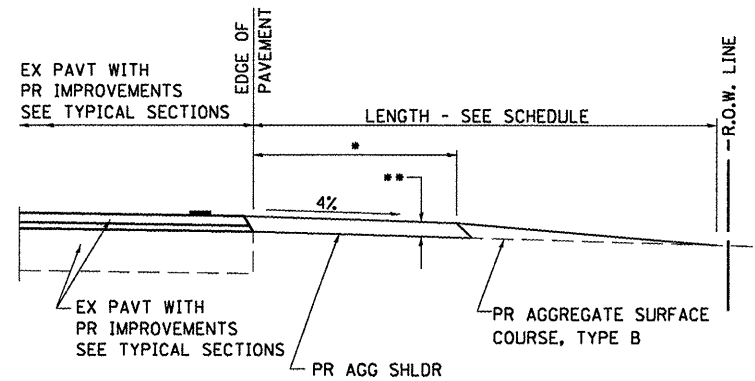 EX PAVT WITH
PR IMPROVEMENTS
SEE TYPICAL SECTIONS
EDGE OF
PAVEMENT
LENGTH - SEE SCHEDULE
R.O.W. LINE
*
**
4%
EX PAVT WITH
PR IMPROVEMENTS
SEE TYPICAL SECTIONS
PR AGG SHLDR
PR AGGREGATE SURFACE
COURSE, TYPE B